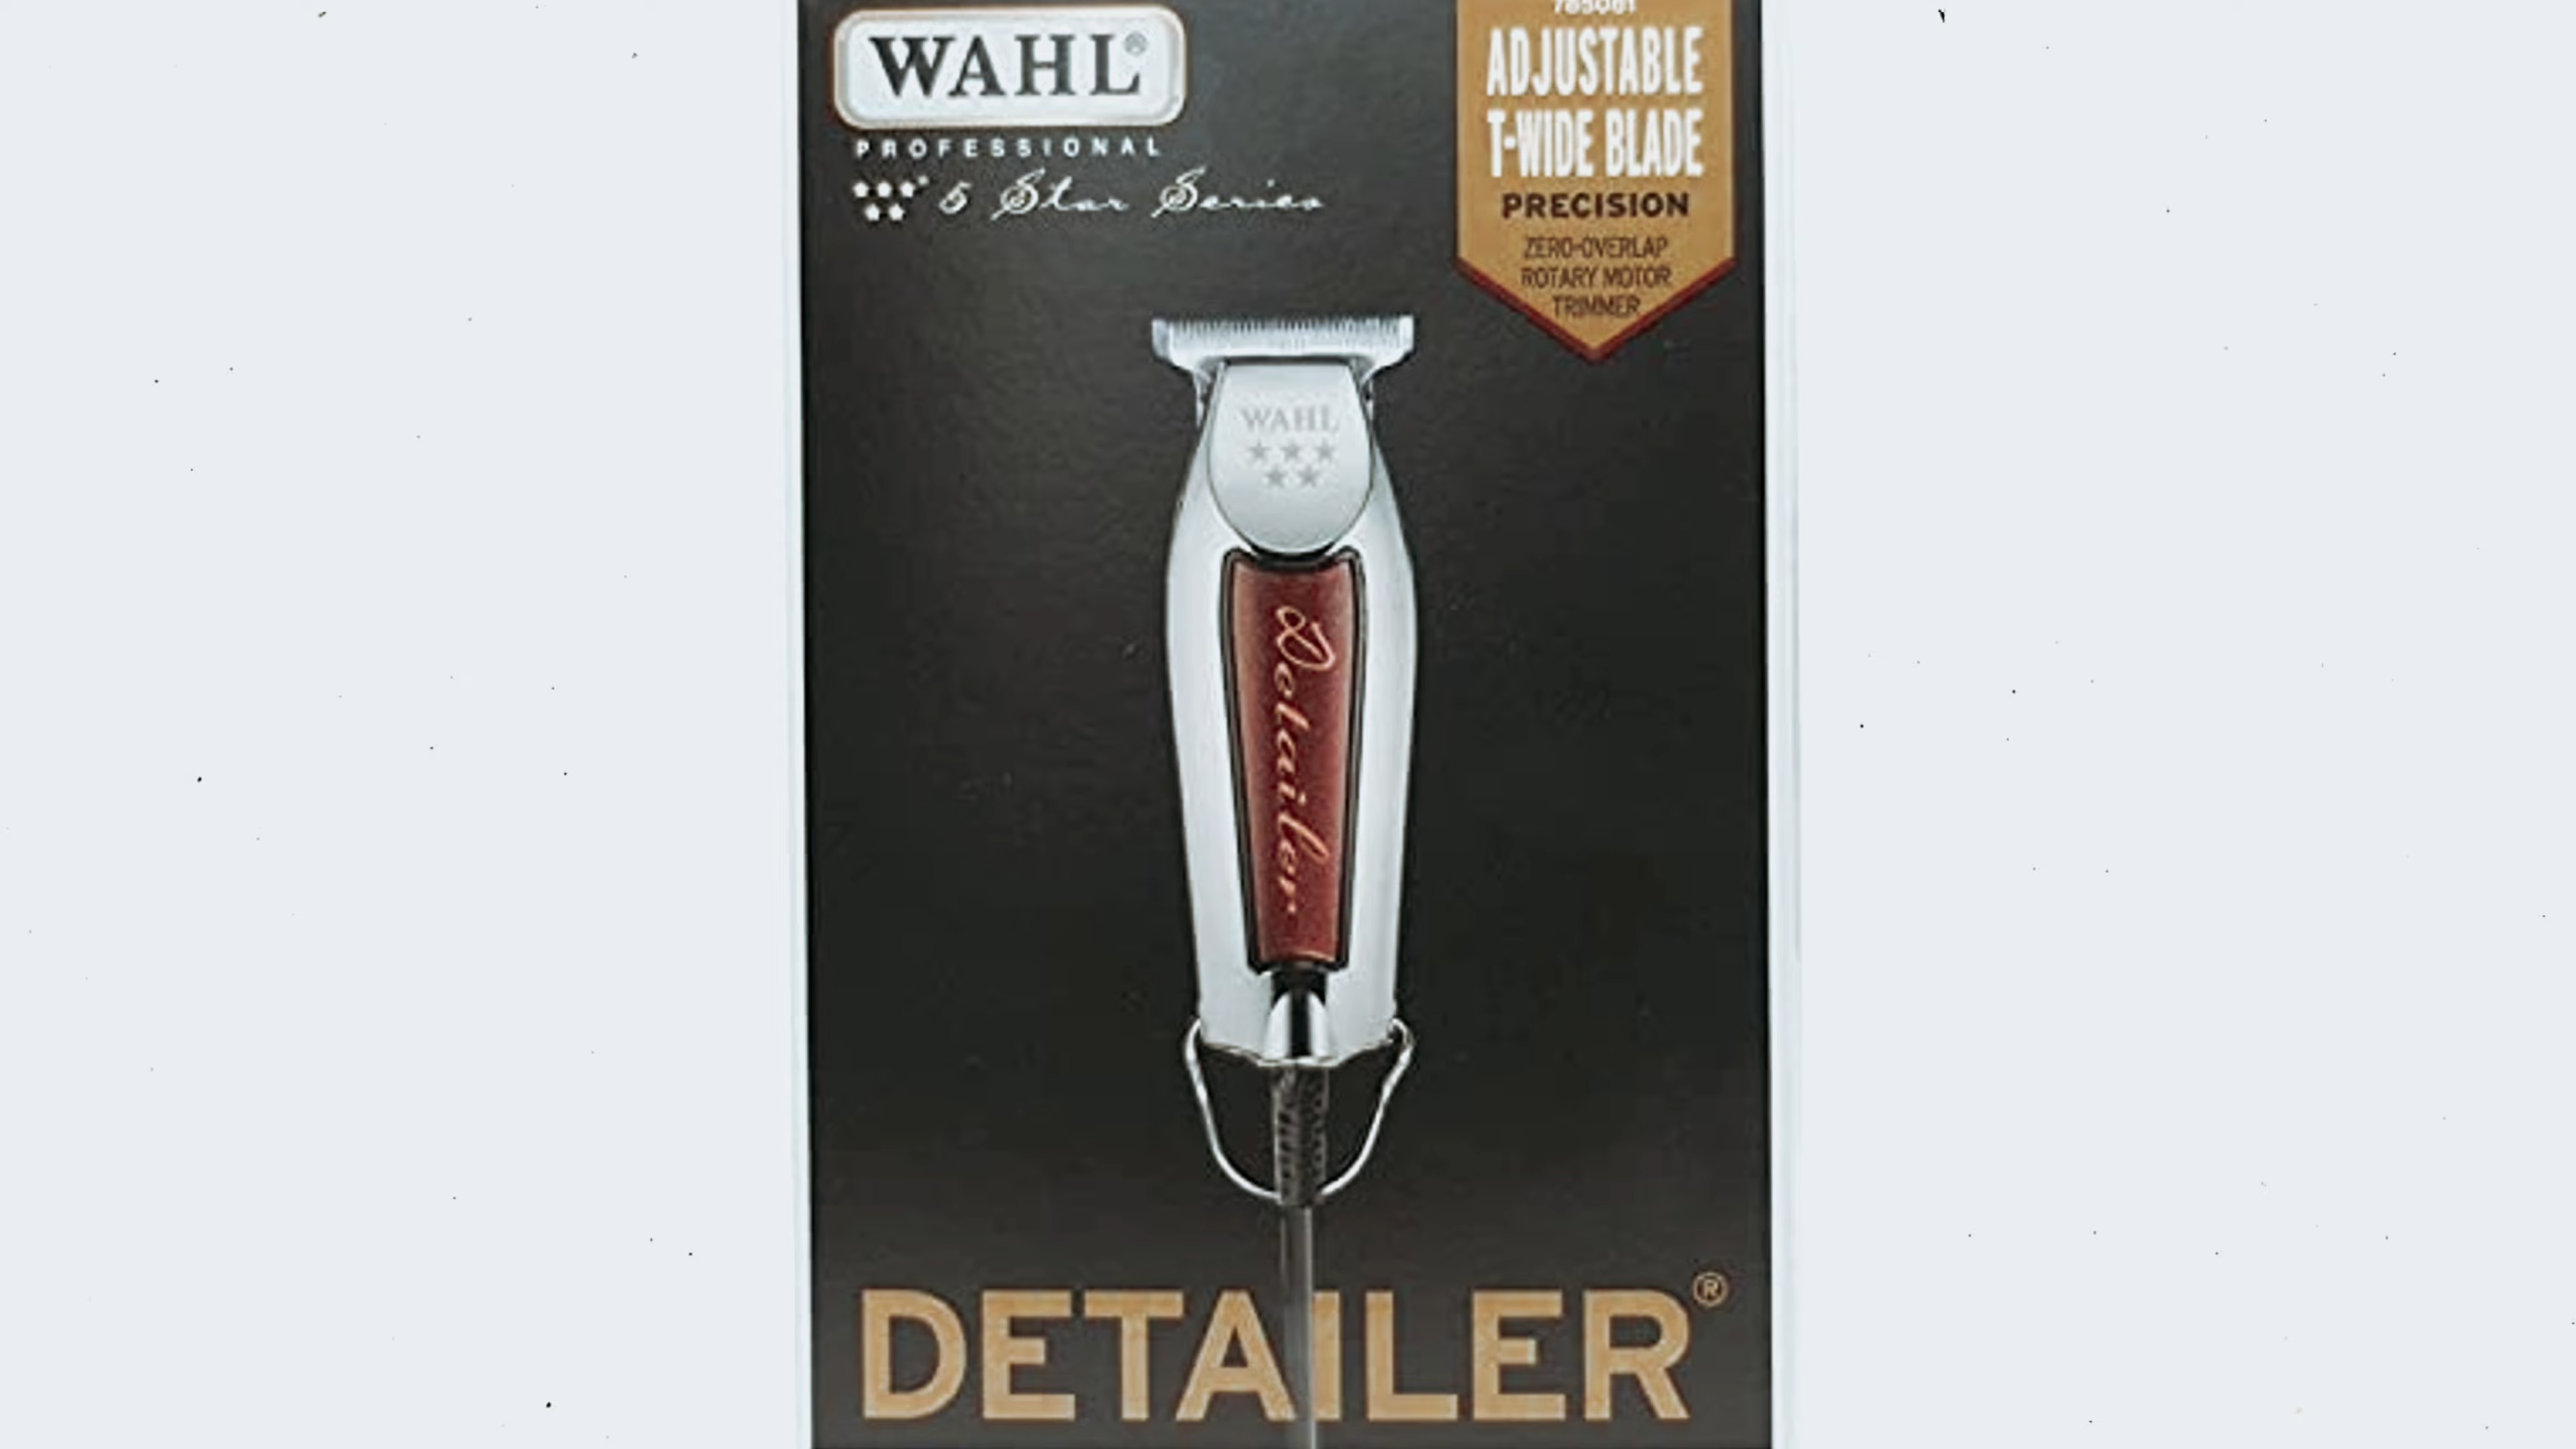 WAHL®
PROFESSIONAL
5 Star Series
ADJUSTABLE
T-WIDE BLADE
PRECISION
ZERO-OVERLAP
ROTARY MOTOR
TRIMMER
WAHL
Detailer
DETAILER®